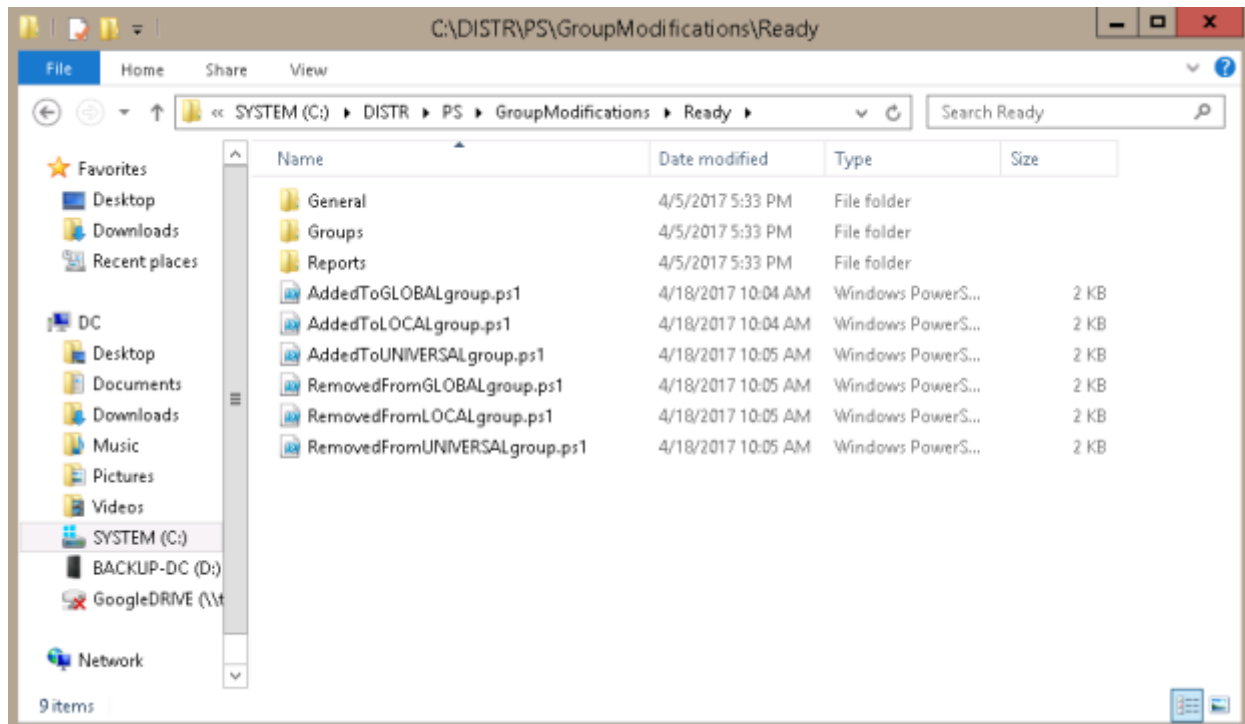 C:\DISTR\PS\GroupModifications\Ready
File Home Share View
« SYSTEM (C:) DISTR PS GroupModifications Ready Search Ready
Favorites
Desktop
Downloads
Recent places
DC
Desktop
Documents
Downloads
Music
Pictures
Videos
SYSTEM (C:)
BACKUP-DC (D:)
GoogleDRIVE (\\t
Network
Name Date modified Type Size
General 4/5/2017 5:33 PM File folder
Groups 4/5/2017 5:33 PM File folder
Reports 4/5/2017 5:33 PM File folder
AddedToGLOBALgroup.ps1 4/18/2017 10:04 AM Windows PowerS... 2 KB
AddedToLOCALgroup.ps1 4/18/2017 10:04 AM Windows PowerS... 2 KB
AddedToUNIVERSALgroup.ps1 4/18/2017 10:05 AM Windows PowerS... 2 KB
RemovedFromGLOBALgroup.ps1 4/18/2017 10:05 AM Windows PowerS... 2 KB
RemovedFromLOCALgroup.ps1 4/18/2017 10:05 AM Windows PowerS... 2 KB
RemovedFromUNIVERSALgroup.ps1 4/18/2017 10:05 AM Windows PowerS... 2 KB
9 items